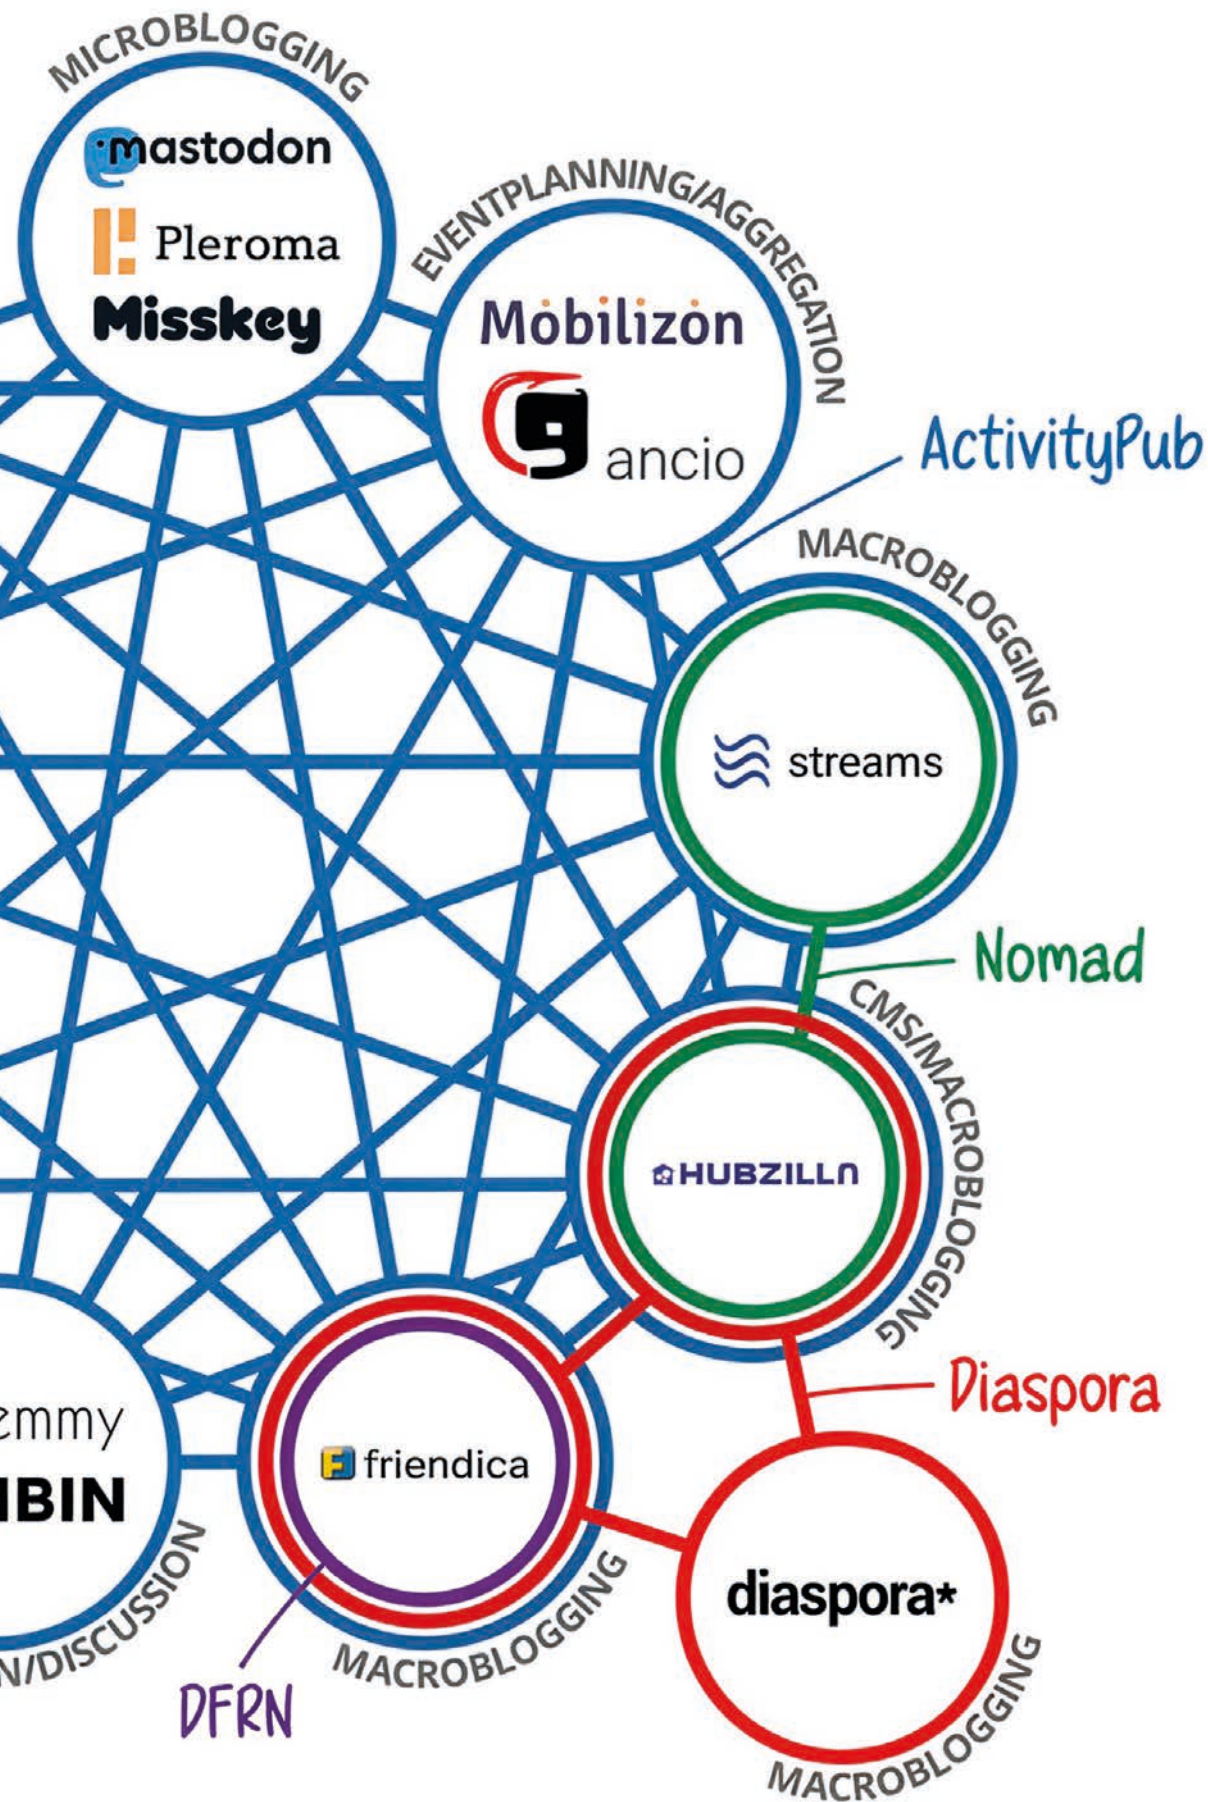 MICROBLOGGING
mastodon
Pleroma
Misskey
EVENTPLANNING/AGGREGATION
Mobilizon
g ancio
ActivityPub
MACROBLOGGING
streams
Nomad
CMS/MACROBLOGGING
HUBZILLA
Diaspora
emmy
IBIN
N/DISCUSSION
friendica
MACROBLOGGING
DFRN
diaspora*
MACROBLOGGING